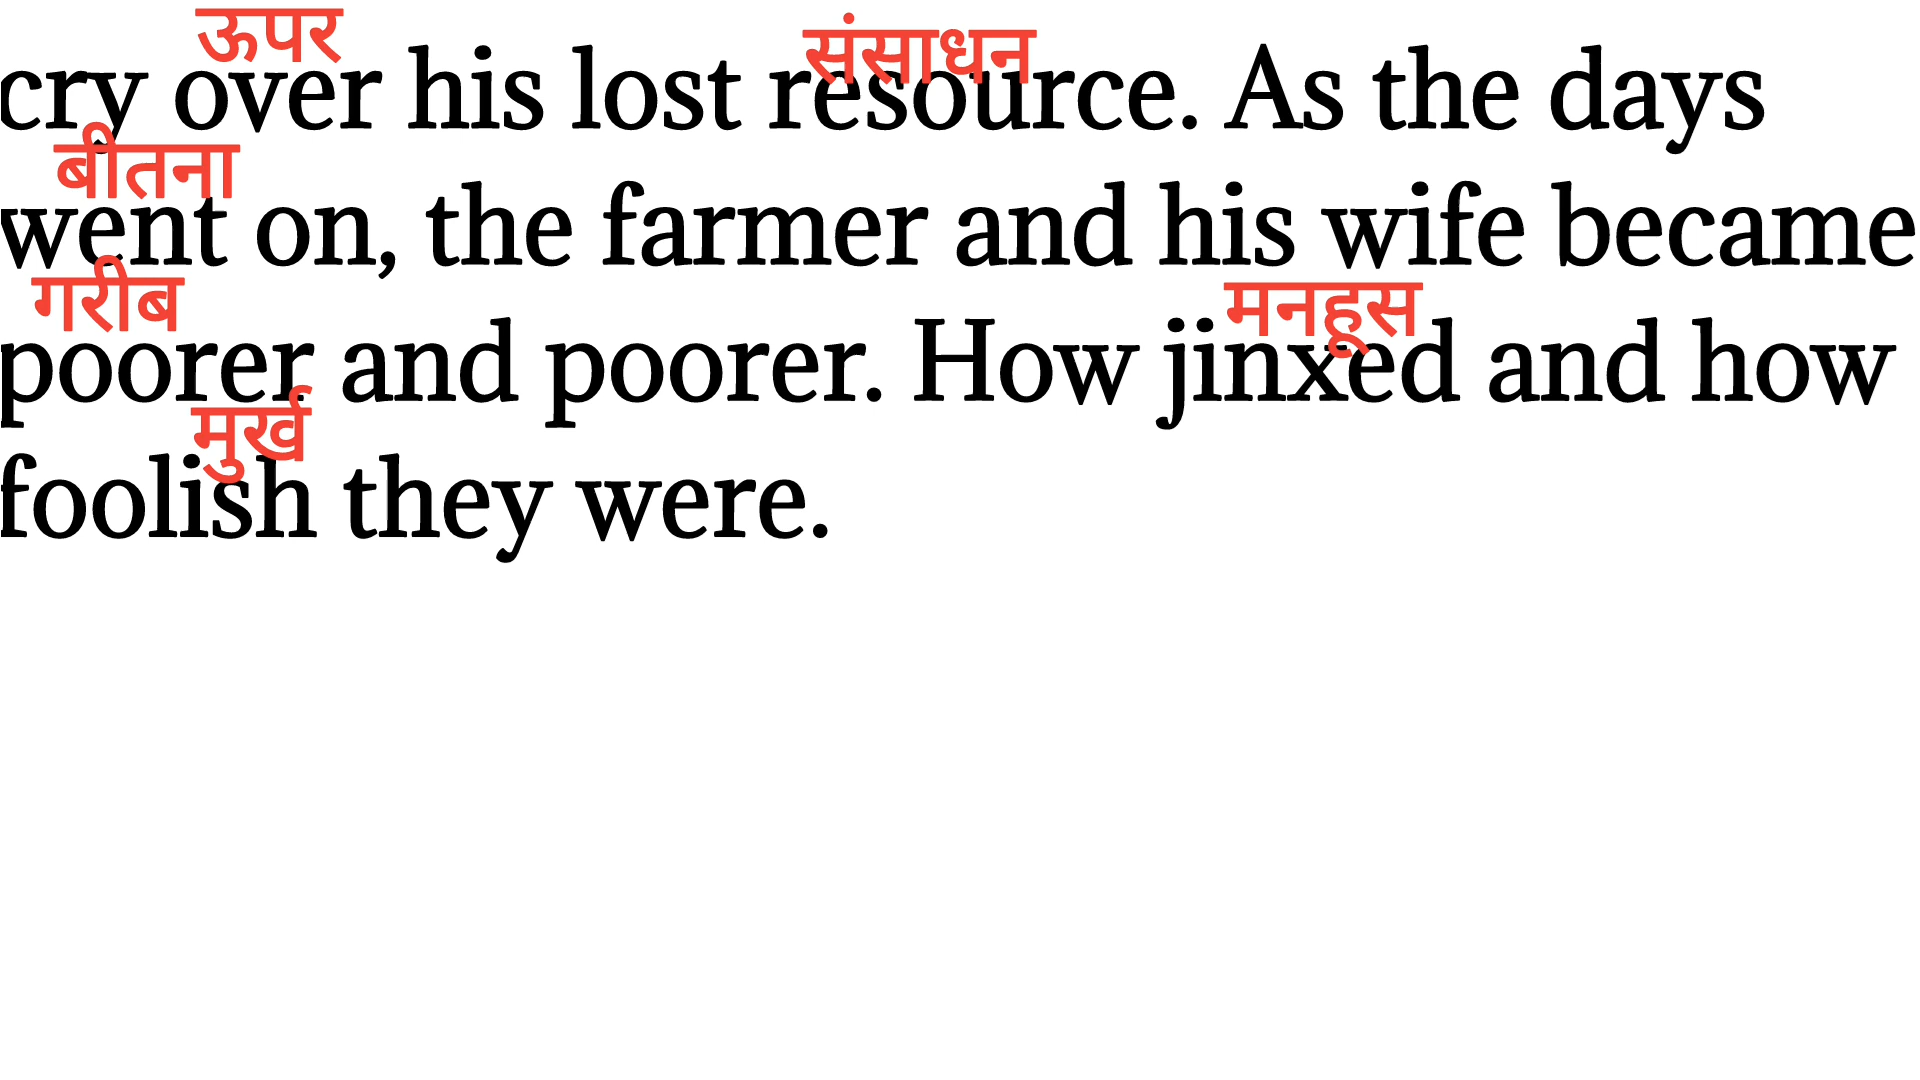 ऊपर संसाधन
cry over his lost resource. As the days
बीतना
went on, the farmer and his wife became
गरीब मनहूस
poorer and poorer. How jinxed and how
मुर्ख
foolish they were.